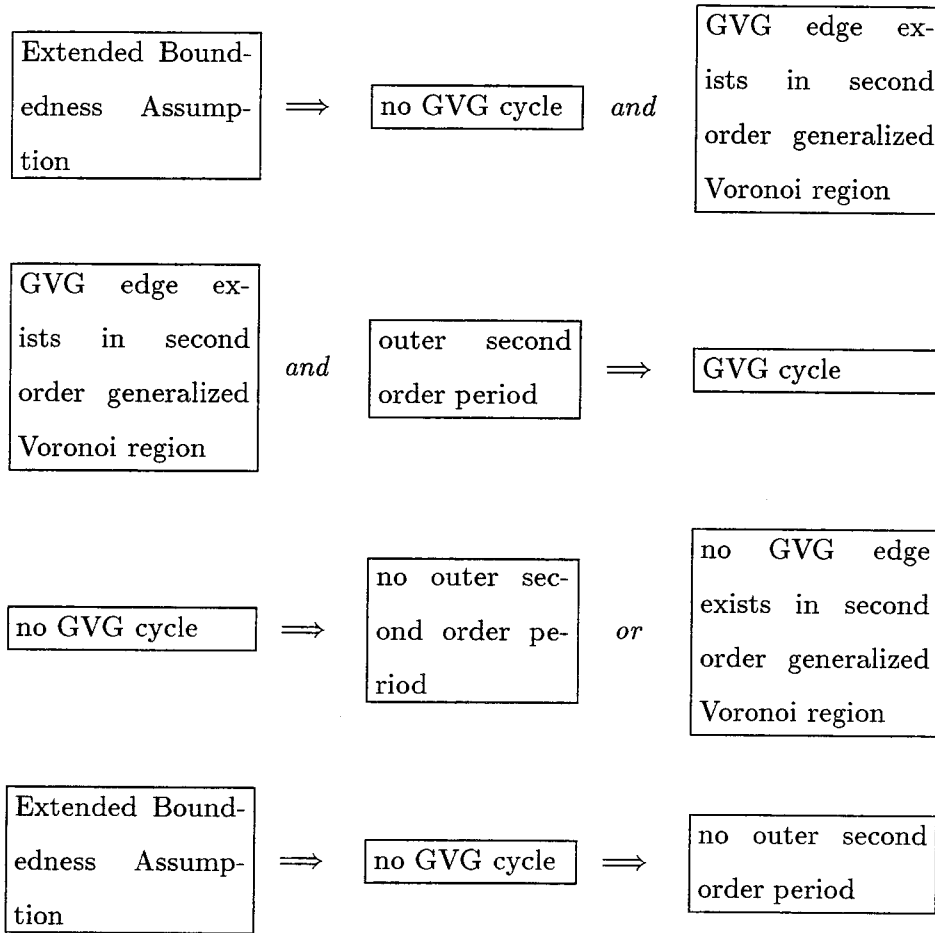 Extended Bound-
edness Assump-
tion
⟹
no GVG cycle
and
GVG edge ex-
ists in second
order generalized
Voronoi region
GVG edge ex-
ists in second
order generalized
Voronoi region
and
outer second
order period
⟹
GVG cycle
no GVG cycle
⟹
no outer sec-
ond order pe-
riod
or
no GVG edge
exists in second
order generalized
Voronoi region
Extended Bound-
edness Assump-
tion
⟹
no GVG cycle
⟹
no outer second
order period